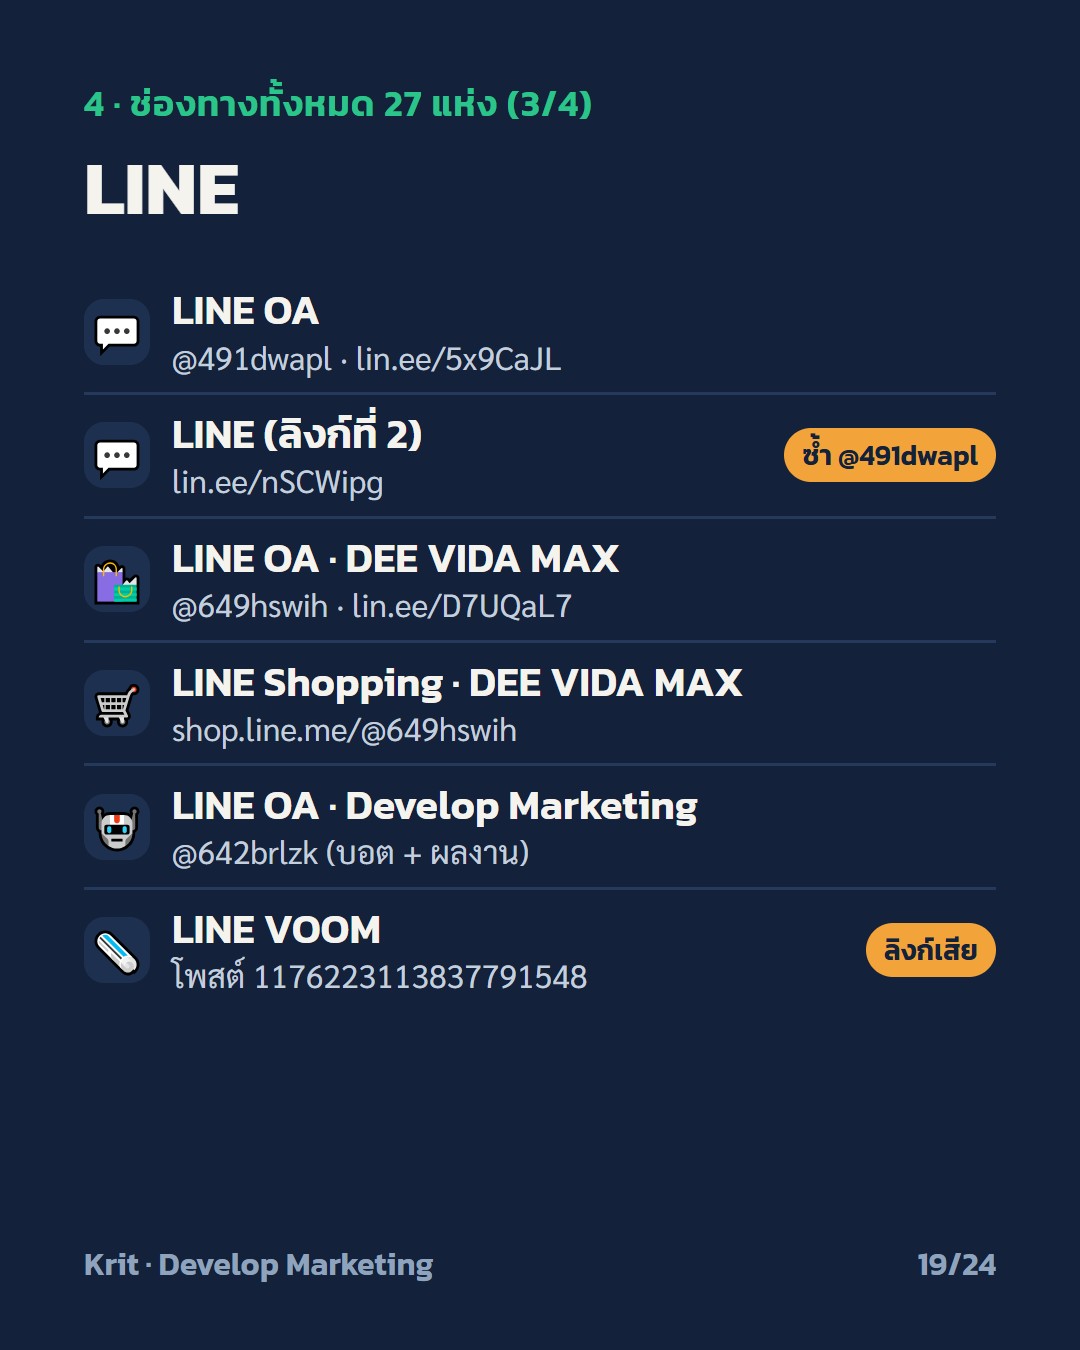 4 · ช่องทางทั้งหมด 27 แห่ง (3/4)
LINE
LINE OA
@491dwapl · lin.ee/5x9CaJL
LINE (ลิงก์ที่ 2)
lin.ee/nSCWipg
ซ้ำ @491dwapl
LINE OA · DEE VIDA MAX
@649hswih · lin.ee/D7UQaL7
LINE Shopping · DEE VIDA MAX
shop.line.me/@649hswih
LINE OA · Develop Marketing
@642brlzk (บอต + ผลงาน)
LINE VOOM
โพสต์ 1176223113837791548
ลิงก์เสีย
Krit · Develop Marketing
19/24